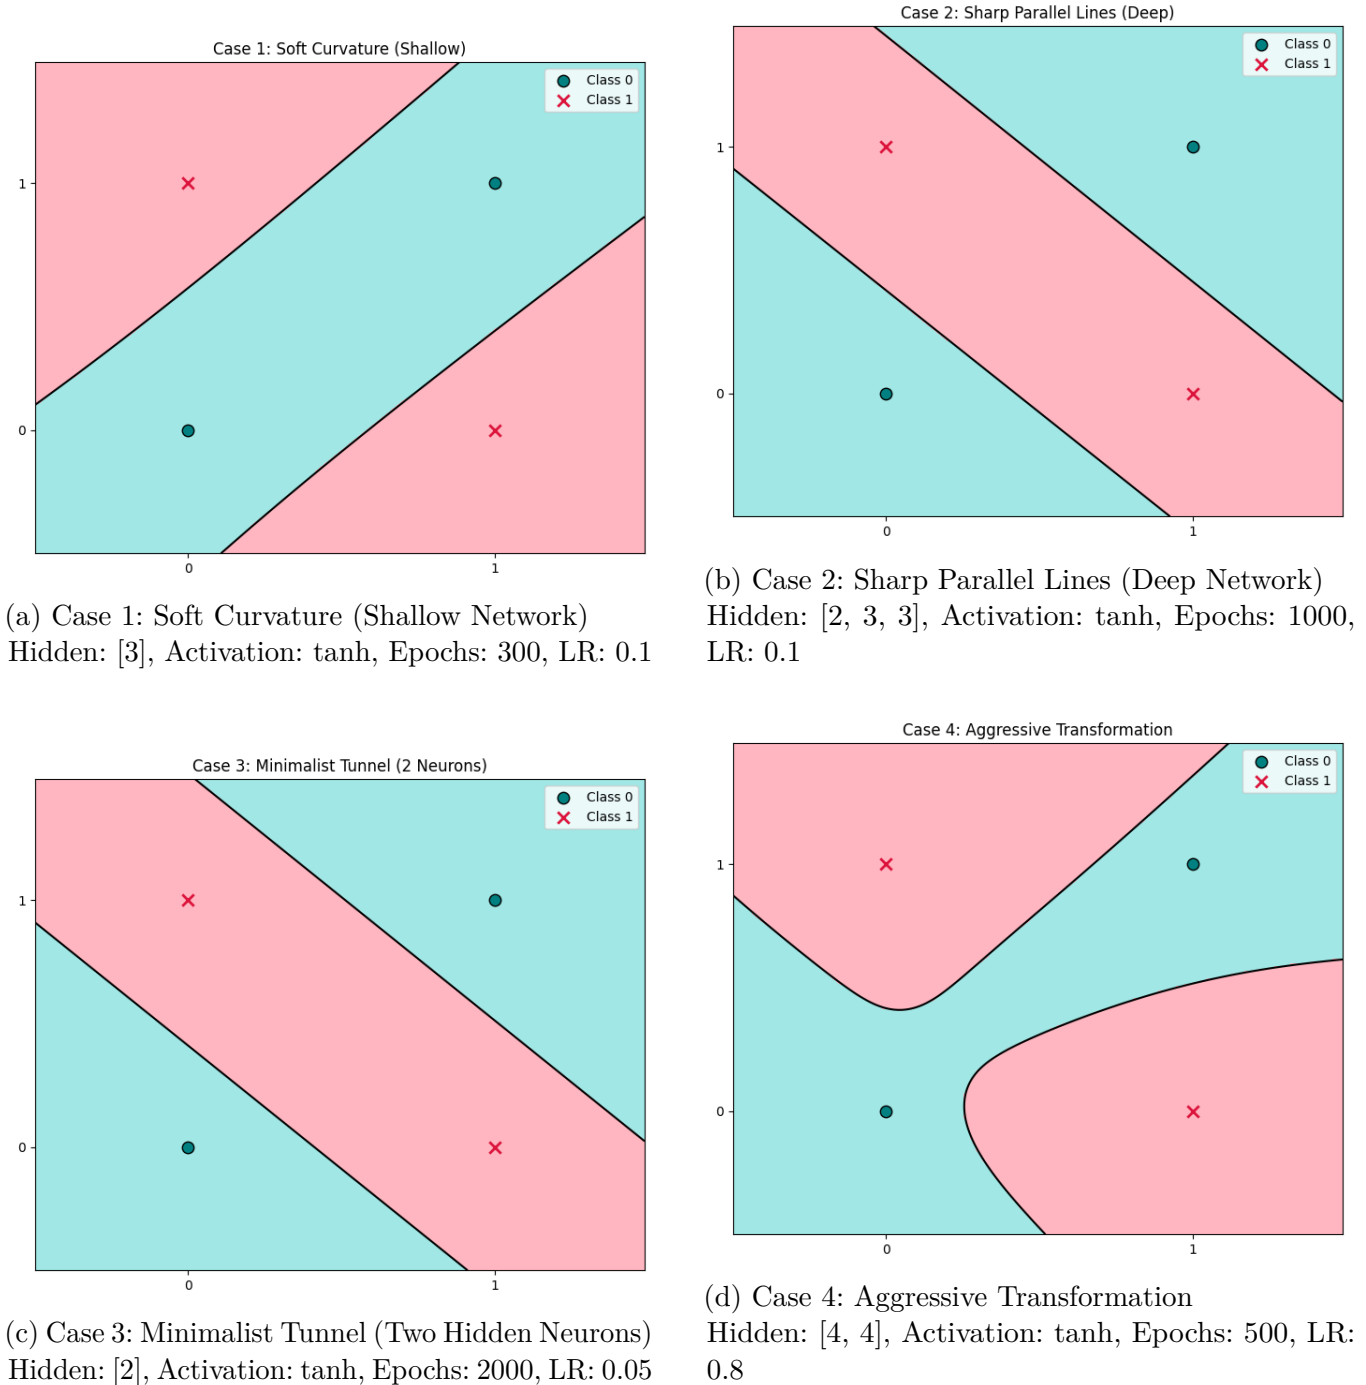 Case 1: Soft Curvature (Shallow)
Class 0
Class 1
1
0
0
1
(a) Case 1: Soft Curvature (Shallow Network)
Hidden: [3], Activation: tanh, Epochs: 300, LR: 0.1
Case 2: Sharp Parallel Lines (Deep)
Class 0
Class 1
1
0
0
1
(b) Case 2: Sharp Parallel Lines (Deep Network)
Hidden: [2, 3, 3], Activation: tanh, Epochs: 1000,
LR: 0.1
Case 3: Minimalist Tunnel (2 Neurons)
Class 0
Class 1
1
0
0
1
(c) Case 3: Minimalist Tunnel (Two Hidden Neurons)
Hidden: [2], Activation: tanh, Epochs: 2000, LR: 0.05
Case 4: Aggressive Transformation
Class 0
Class 1
1
0
0
1
(d) Case 4: Aggressive Transformation
Hidden: [4, 4], Activation: tanh, Epochs: 500, LR:
0.8